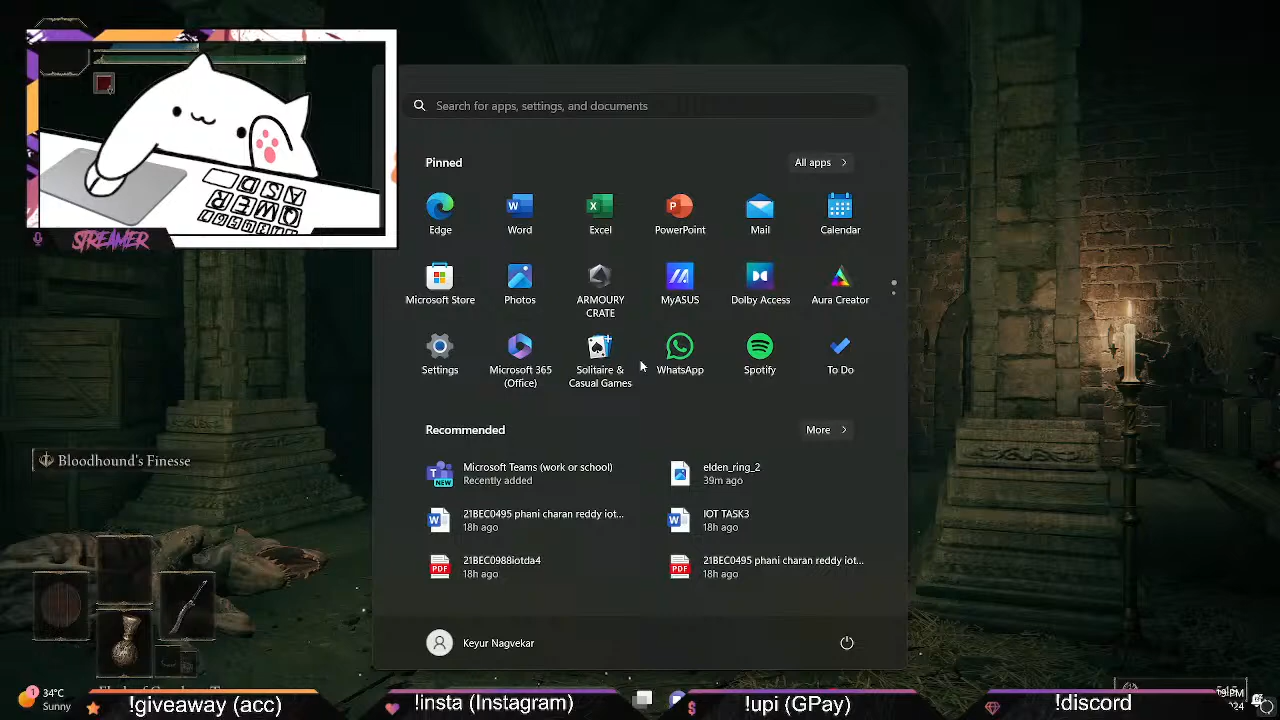 Search for apps, settings, and documents
Pinned
All apps
Edge
Word
Excel
PowerPoint
Mail
Calendar
Microsoft Store
Photos
ARMOURY
CRATE
MyASUS
Dolby Access
Aura Creator
Settings
Microsoft 365
(Office)
Solitaire &
Casual Games
WhatsApp
Spotify
To Do
Recommended
More
Microsoft Teams (work or school)
Recently added
elden_ring_2
39m ago
21BEC0495 phani charan reddy iot...
18h ago
IOT TASK3
18h ago
21BEC0988iotda4
18h ago
21BEC0495 phani charan reddy iot...
18h ago
Keyur Nagvekar
STREAMER
Bloodhound's Finesse
34°C
Sunny
!giveaway (acc)
!insta (Instagram)
!upi (GPay)
!discord